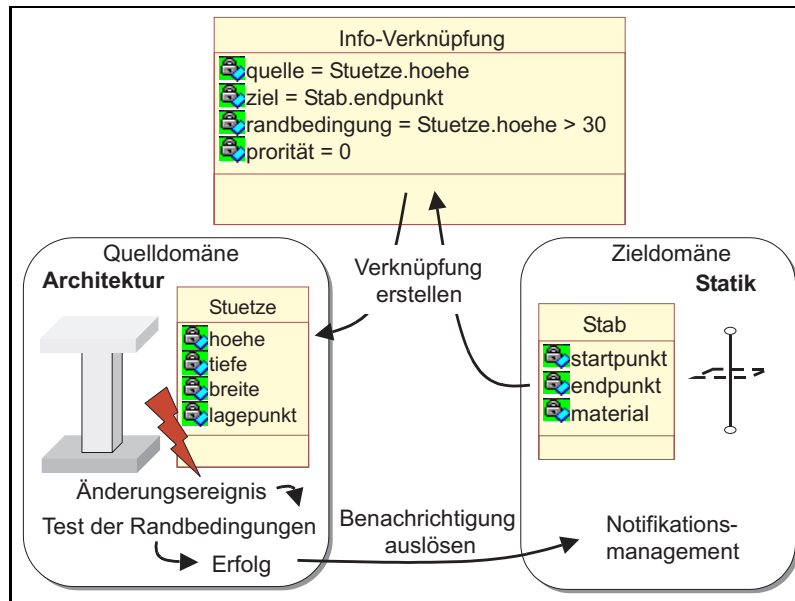 Info-Verknüpfung
quelle = Stuetze.hoehe
ziel = Stab.endpunkt
randbedingung = Stuetze.hoehe > 30
prorität = 0
Quelldomäne
Architektur
Stuetze
hoehe
tiefe
breite
lagepunkt
Änderungsereignis
Test der Randbedingungen
Erfolg
Verknüpfung
erstellen
Benachrichtigung
auslösen
Zieldomäne
Statik
Stab
startpunkt
endpunkt
material
Notifikations-
management